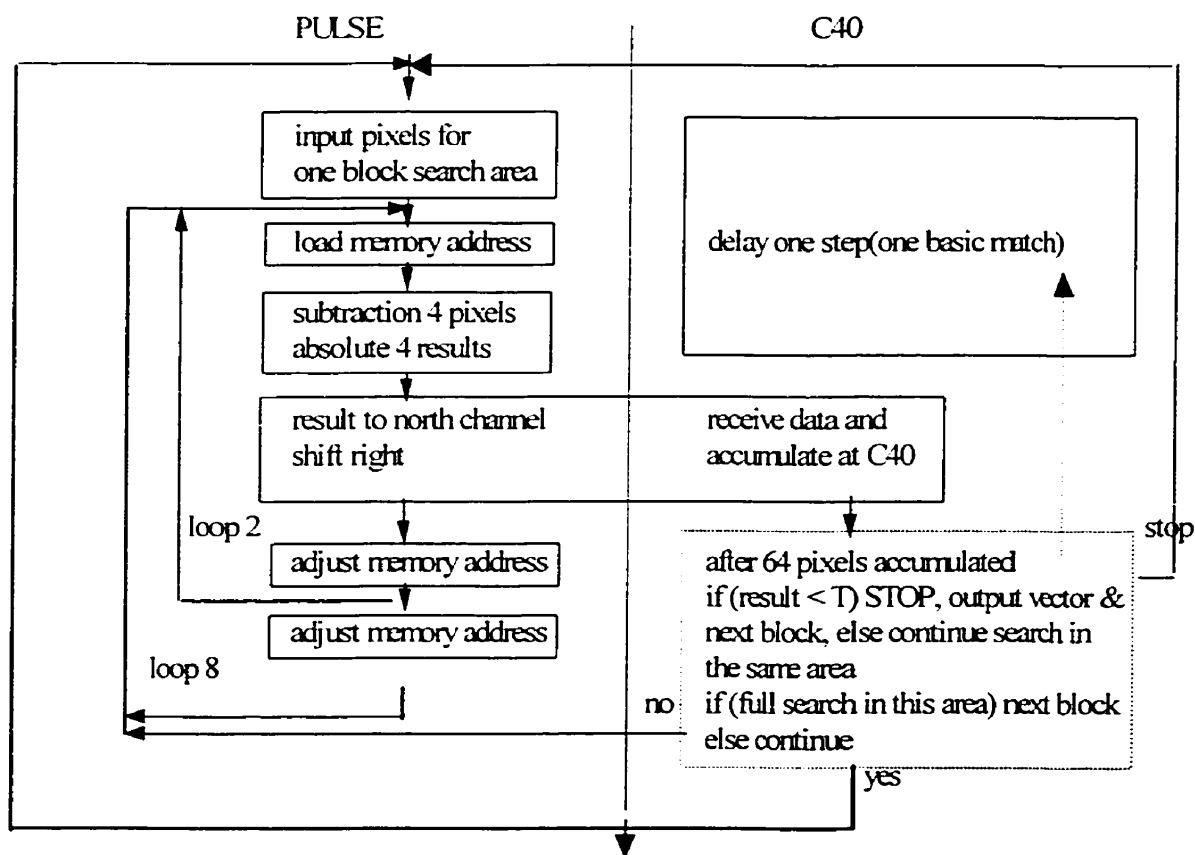 PULSE
C40
input pixels for
one block search area
load memory address
delay one step(one basic match)
subtraction 4 pixels
absolute 4 results
result to north channel
shift right
receive data and
accumulate at C40
loop 2
stop
adjust memory address
adjust memory address
loop 8
after 64 pixels accumulated
if (result < T) STOP, output vector &
next block, else continue search in
the same area
if (full search in this area) next block
else continue
no
yes